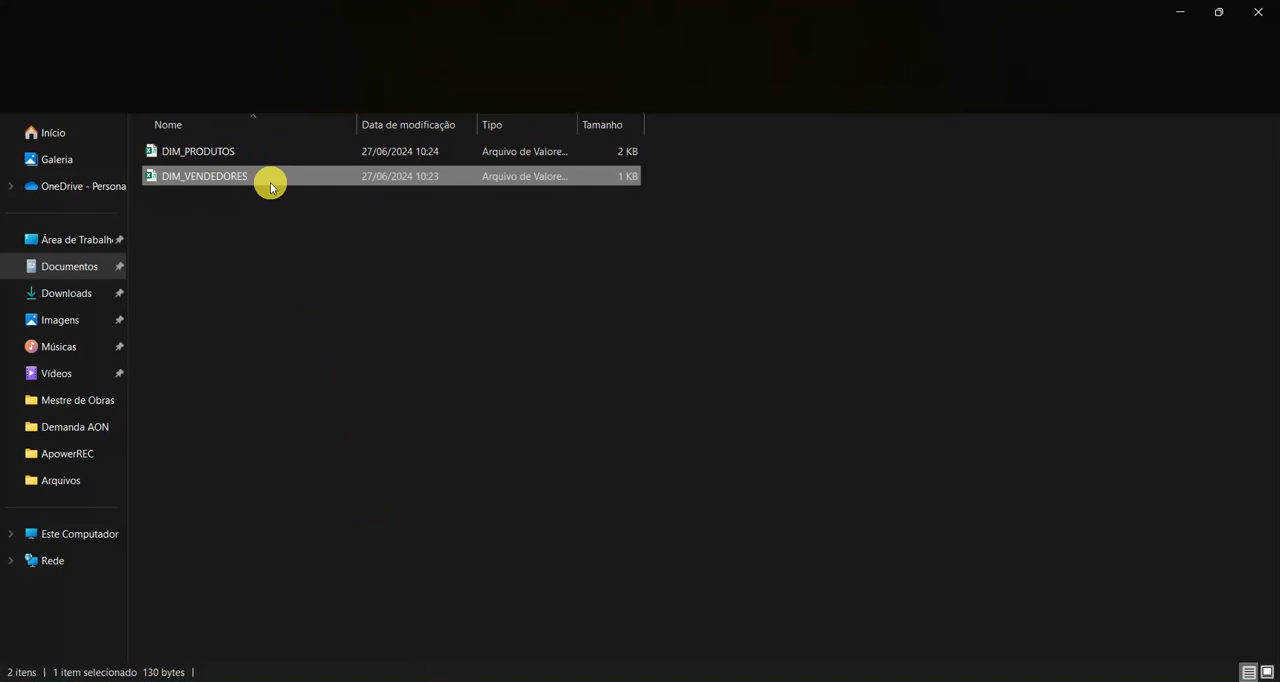 Nome Data de modificação Tipo Tamanho
DIM_PRODUTOS 27/06/2024 10:24 Arquivo de Valore... 2 KB
DIM_VENDEDORES 27/06/2024 10:23 Arquivo de Valore... 1 KB
Início
Galeria
OneDrive - Persona
Área de Trabalh
Documentos
Downloads
Imagens
Músicas
Vídeos
Mestre de Obras
Demanda AON
ApowerREC
Arquivos
Este Computador
Rede
2 itens 1 item selecionado 130 bytes